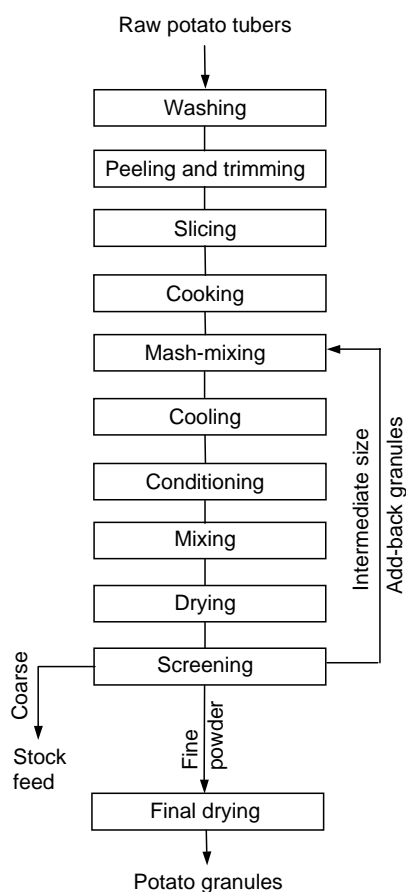 Raw potato tubers
Washing
Peeling and trimming
Slicing
Cooking
Mash-mixing
Cooling
Conditioning
Mixing
Drying
Screening
Intermediate size
Add-back granules
Coarse
Stock
feed
Fine
powder
Final drying
Potato granules